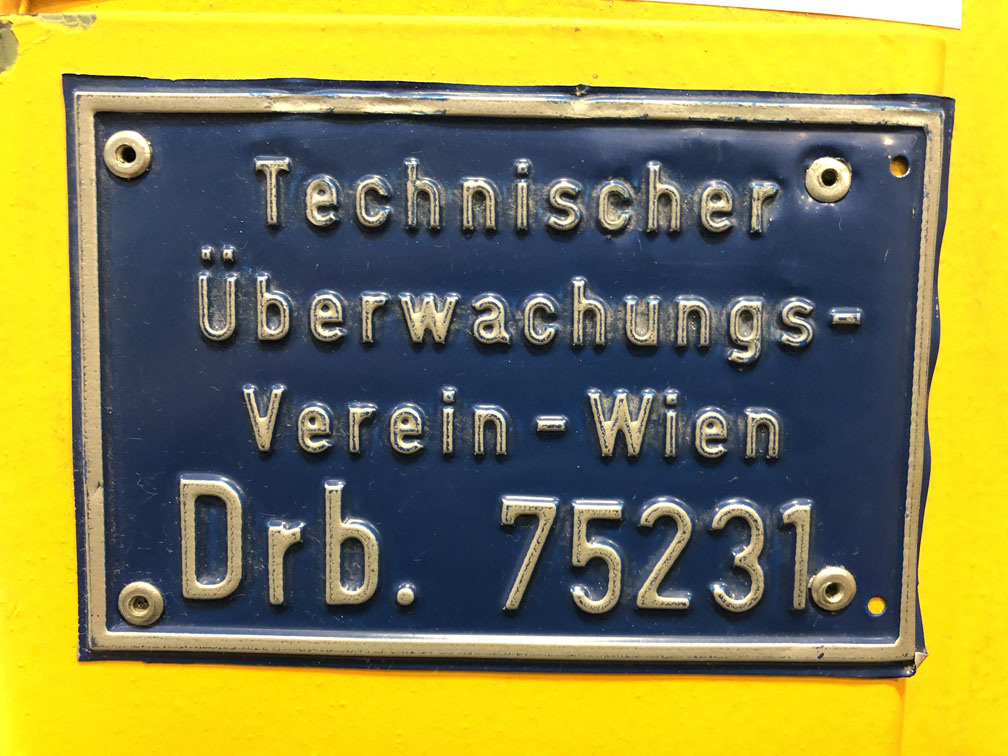 Technischer
Überwachungs-
Verein - Wien
Drb. 75231